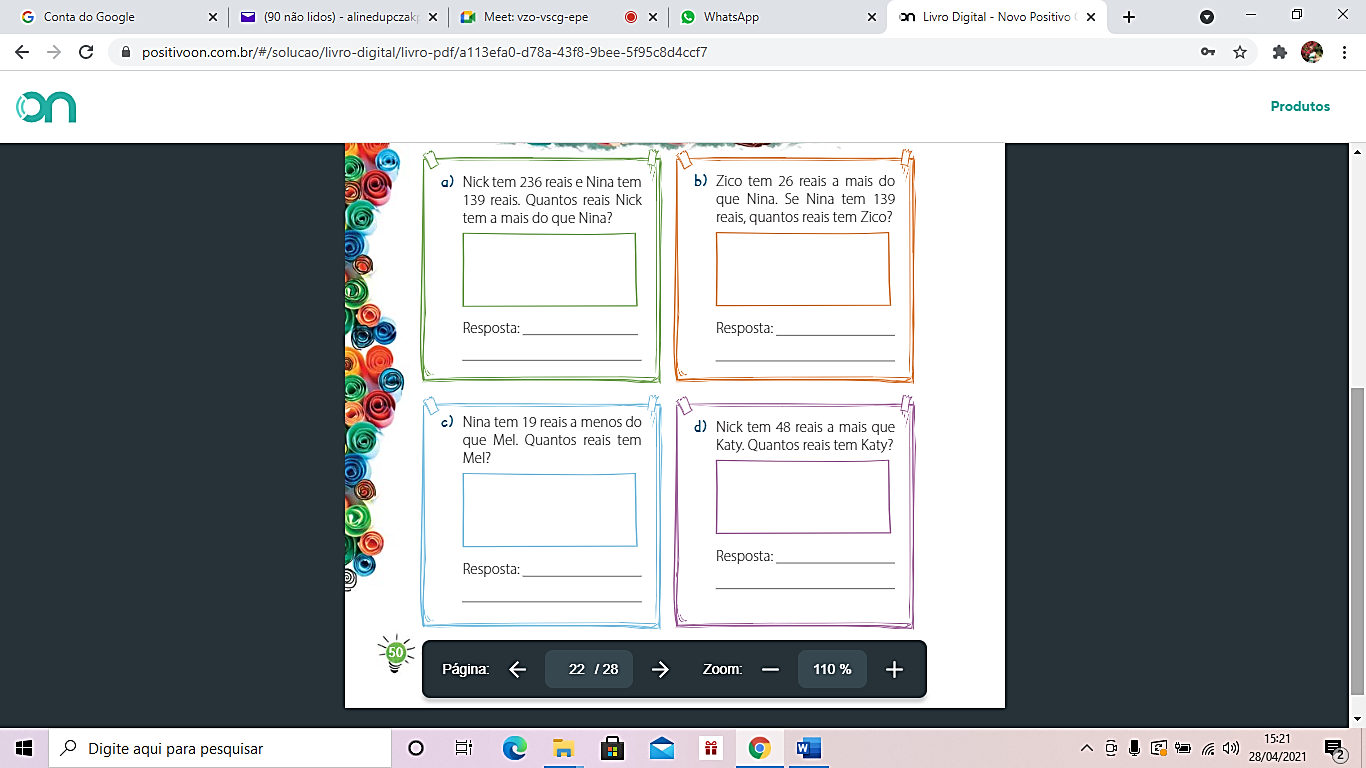 Conta do Google
(90 não lidos) - alinedupczak
Meet: vzo-vscg-epe
WhatsApp
Livro Digital - Novo Positivo
positivoon.com.br/#/solucao/livro-digital/livro-pdf/a113efa0-d78a-43f8-9bee-5f95c8d4ccf7
on
Produtos
a) Nick tem 236 reais e Nina tem
139 reais. Quantos reais Nick
tem a mais do que Nina?
Resposta:
b) Zico tem 26 reais a mais do
que Nina. Se Nina tem 139
reais, quantos reais tem Zico?
Resposta:
c) Nina tem 19 reais a menos do
que Mel. Quantos reais tem
Mel?
Resposta:
d) Nick tem 48 reais a mais que
Katy. Quantos reais tem Katy?
Resposta:
50
Página: 22 / 28 Zoom: 110 %
Digite aqui para pesquisar
15:21
28/04/2021
2